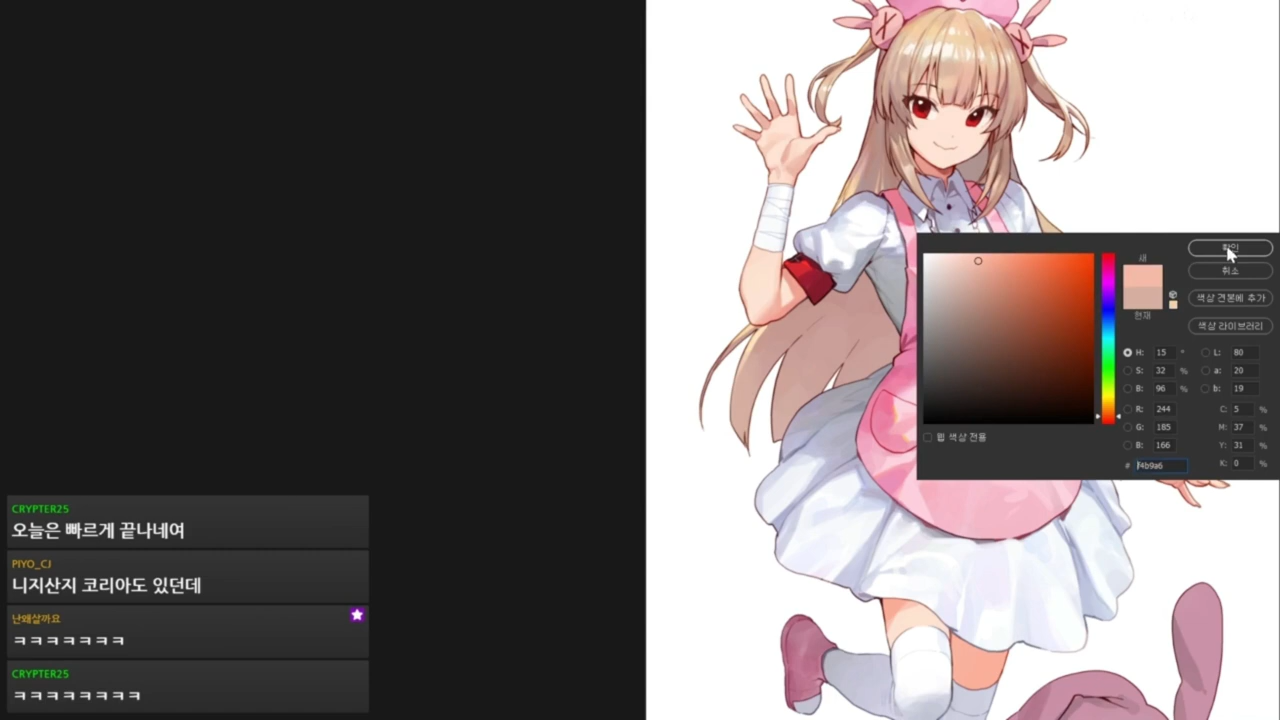 CRYPTER25
오늘은 빠르게 끝나네여
PIYO_CJ
니지산지 코리아도 있던데
난왜살까요
ㅋㅋㅋㅋㅋㅋㅋ
CRYPTER25
ㅋㅋㅋㅋㅋㅋㅋㅋ
새
현재
확인
취소
색상 견본에 추가
색상 라이브러리
H: 15 ° L: 80
S: 32 % a: 20
B: 96 % b: 19
R: 244 C: 5 %
G: 185 M: 37 %
B: 166 Y: 31 %
# f4b9a6 K: 0 %
웹 색상 전용